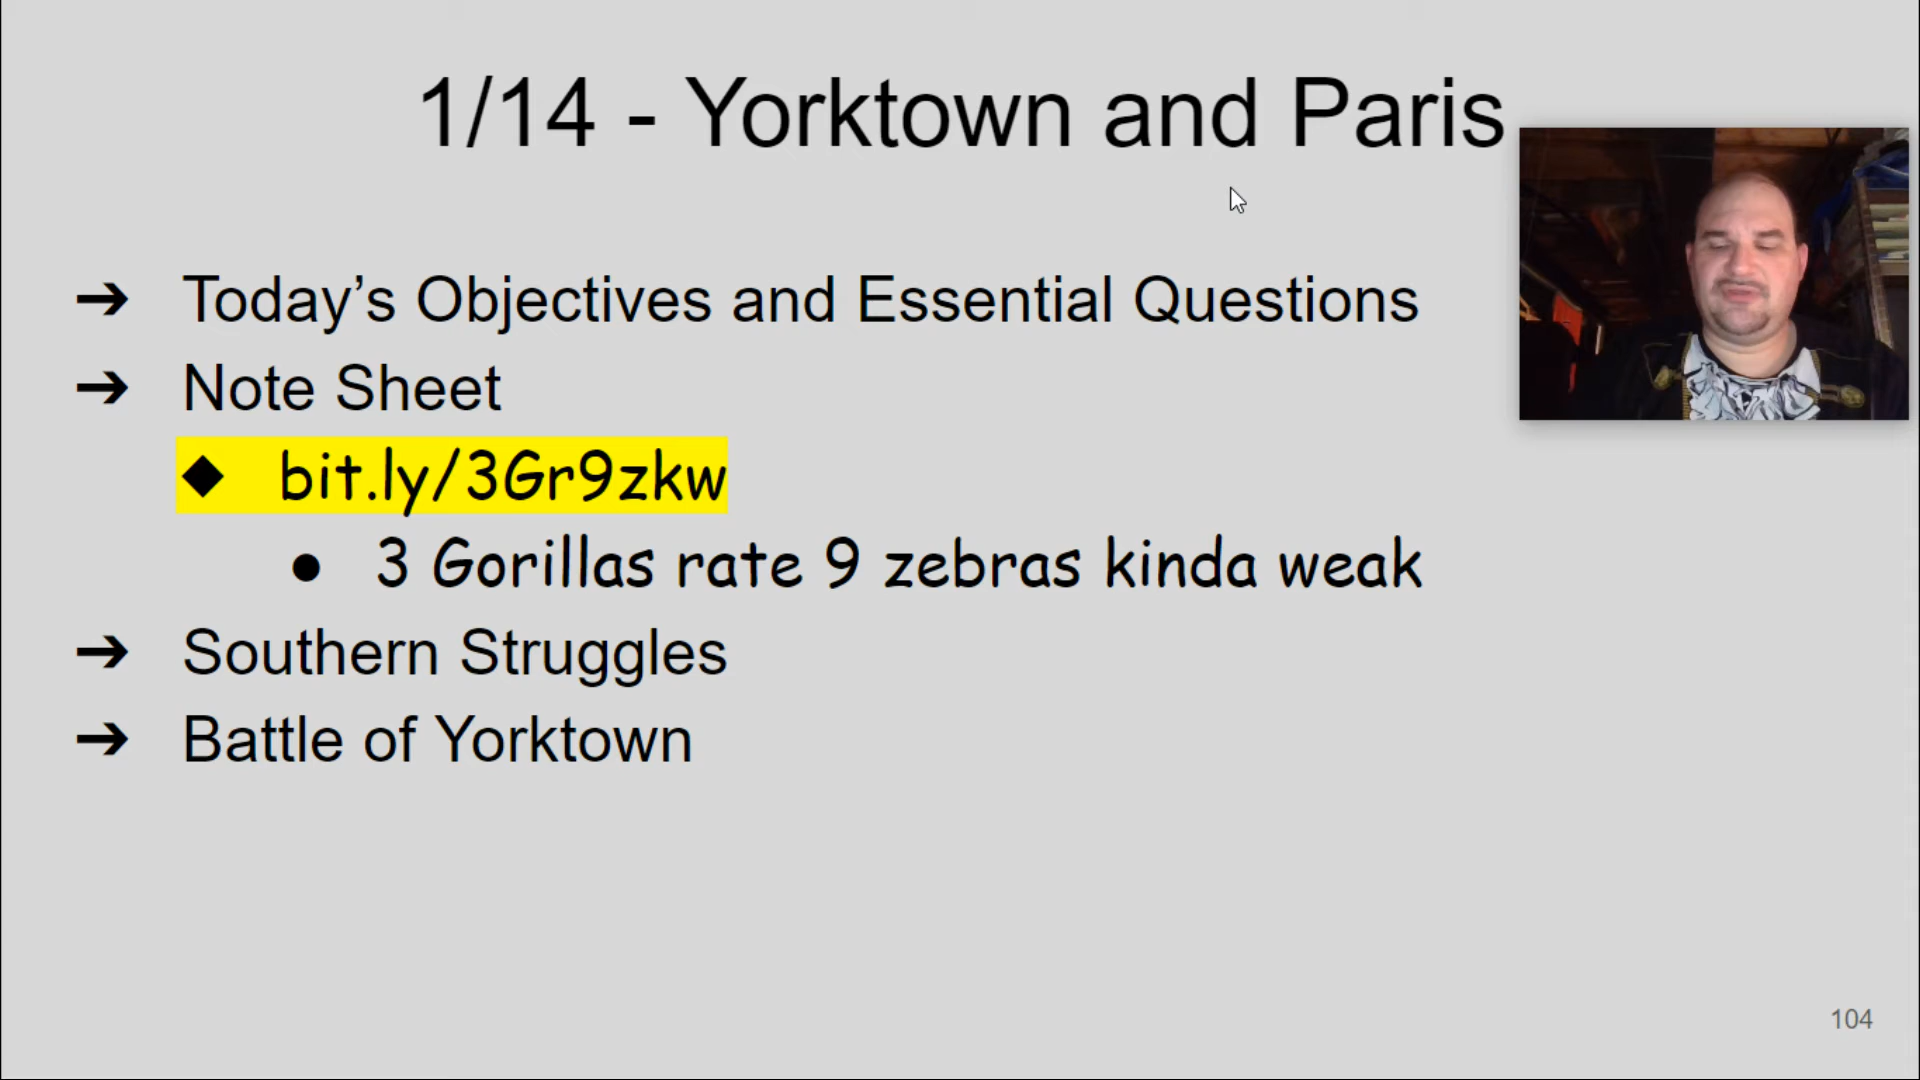 1/14 - Yorktown and Paris
➔ Today’s Objectives and Essential Questions
➔ Note Sheet
◆ bit.ly/3Gr9zkw
● 3 Gorillas rate 9 zebras kinda weak
➔ Southern Struggles
➔ Battle of Yorktown
104